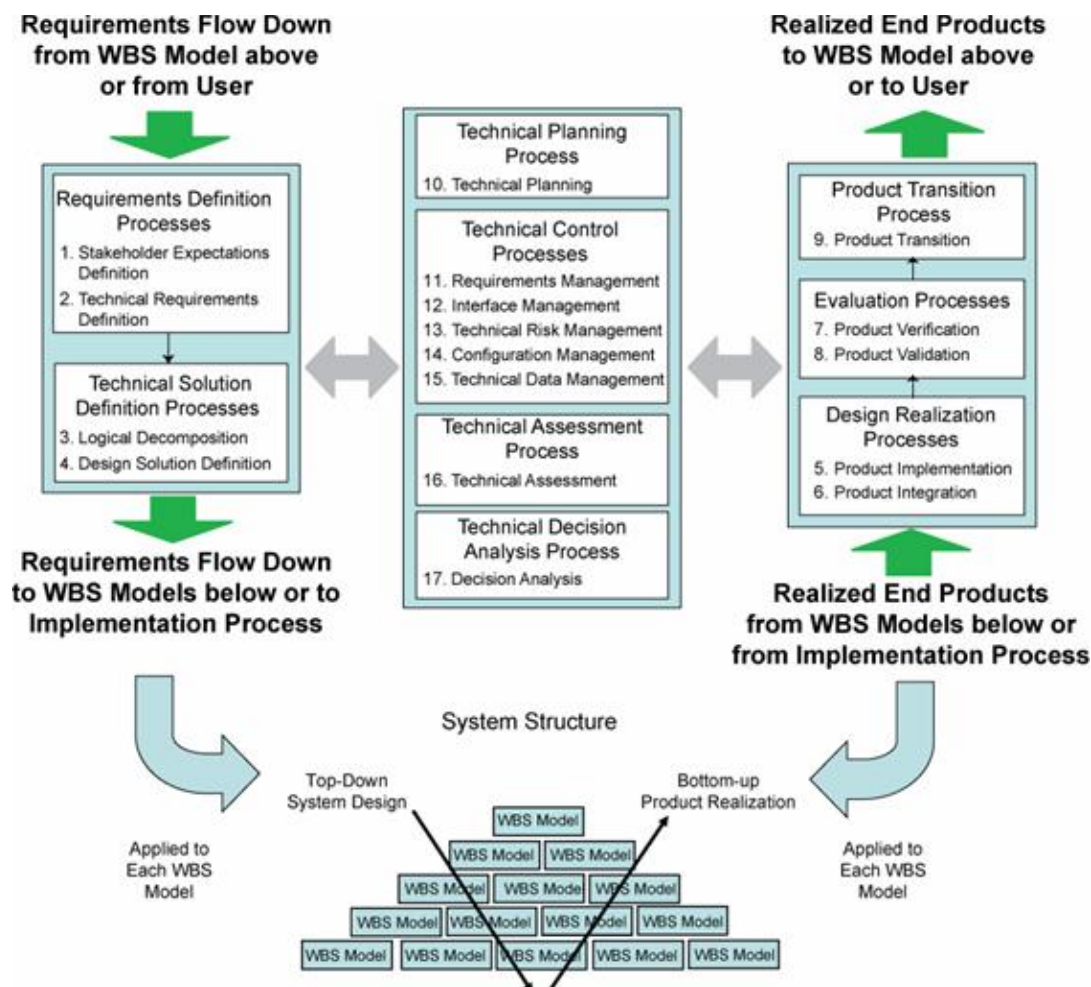 Requirements Flow Down
from WBS Model above
or from User
Requirements Definition
Processes
1. Stakeholder Expectations
Definition
2. Technical Requirements
Definition
Technical Solution
Definition Processes
3. Logical Decomposition
4. Design Solution Definition
Requirements Flow Down
to WBS Models below or to
Implementation Process
Technical Planning
Process
10. Technical Planning
Technical Control
Processes
11. Requirements Management
12. Interface Management
13. Technical Risk Management
14. Configuration Management
15. Technical Data Management
Technical Assessment
Process
16. Technical Assessment
Technical Decision
Analysis Process
17. Decision Analysis
Realized End Products
to WBS Model above
or to User
Product Transition
Process
9. Product Transition
Evaluation Processes
7. Product Verification
8. Product Validation
Design Realization
Processes
5. Product Implementation
6. Product Integration
Realized End Products
from WBS Models below or
from Implementation Process
System Structure
Top-Down
System Design
Bottom-up
Product Realization
Applied to
Each WBS
Model
WBS Model
WBS Model WBS Model
WBS Model WBS Model WBS Model
WBS Model WBS Model WBS Model WBS Model
WBS Model WBS Model WBS Model WBS Model WBS Model
Applied to
Each WBS
Model